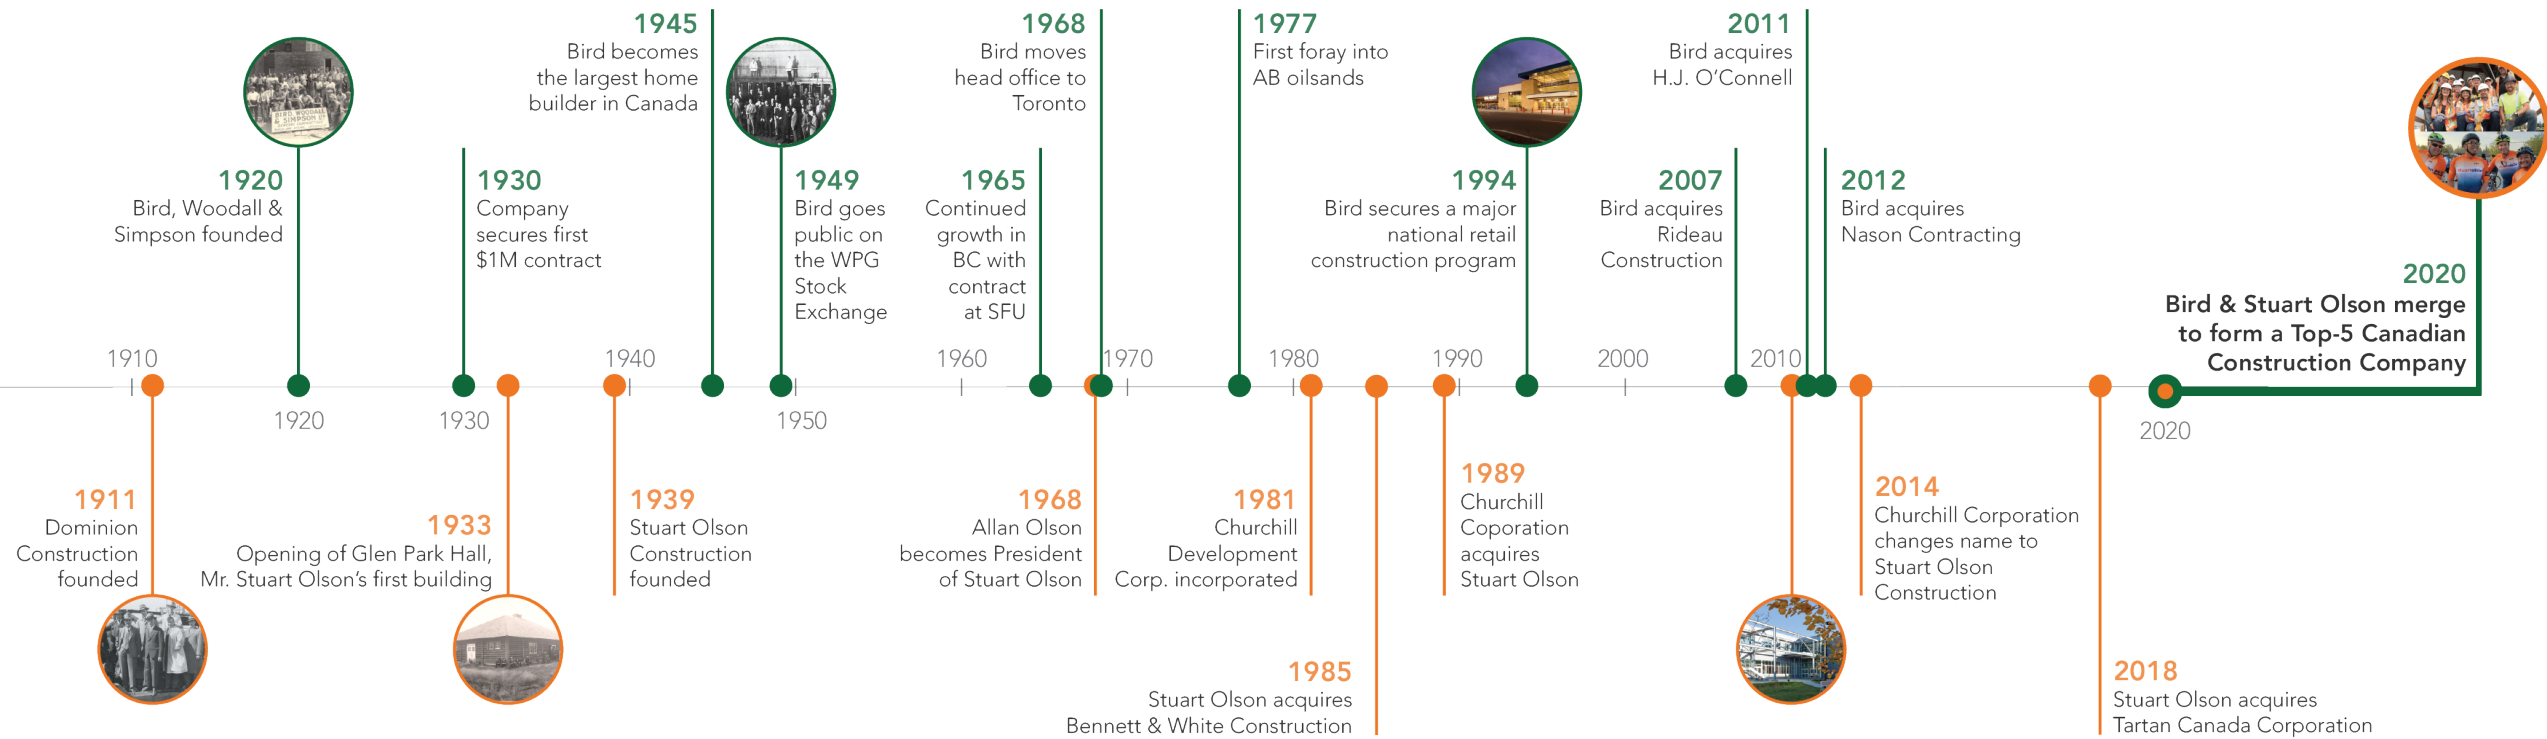 1945
Bird becomes
the largest home
builder in Canada
1968
Bird moves
head office to
Toronto
1977
First foray into
AB oilsands
2011
Bird acquires
H.J. O’Connell
BIRD WOODALL
& SIMPSON LTD
1920
Bird, Woodall &
Simpson founded
1930
Company
secures first
$1M contract
1949
Bird goes
public on
the WPG
Stock
Exchange
1965
Continued
growth in
BC with
contract
at SFU
1994
Bird secures a major
national retail
construction program
2007
Bird acquires
Rideau
Construction
2012
Bird acquires
Nason Contracting
2020
Bird & Stuart Olson merge
to form a Top-5 Canadian
Construction Company
1910
1940
1960
1970
1980
1990
2000
2010
1920
1930
1950
2020
1911
Dominion
Construction
founded
1933
Opening of Glen Park Hall,
Mr. Stuart Olson’s first building
1939
Stuart Olson
Construction
founded
1968
Allan Olson
becomes President
of Stuart Olson
1981
Churchill
Development
Corp. incorporated
1985
Stuart Olson acquires
Bennett & White Construction
1989
Churchill
Coporation
acquires
Stuart Olson
2014
Churchill Corporation
changes name to
Stuart Olson
Construction
2018
Stuart Olson acquires
Tartan Canada Corporation